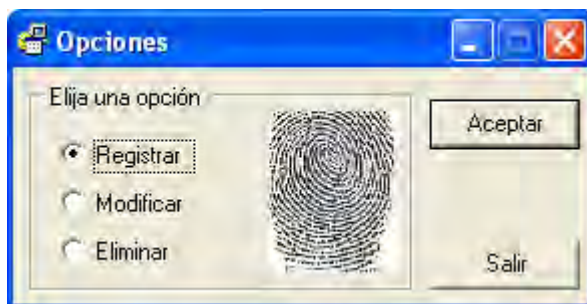 Opciones
Elija una opción
Registrar
Modificar
Eliminar
Aceptar
Salir